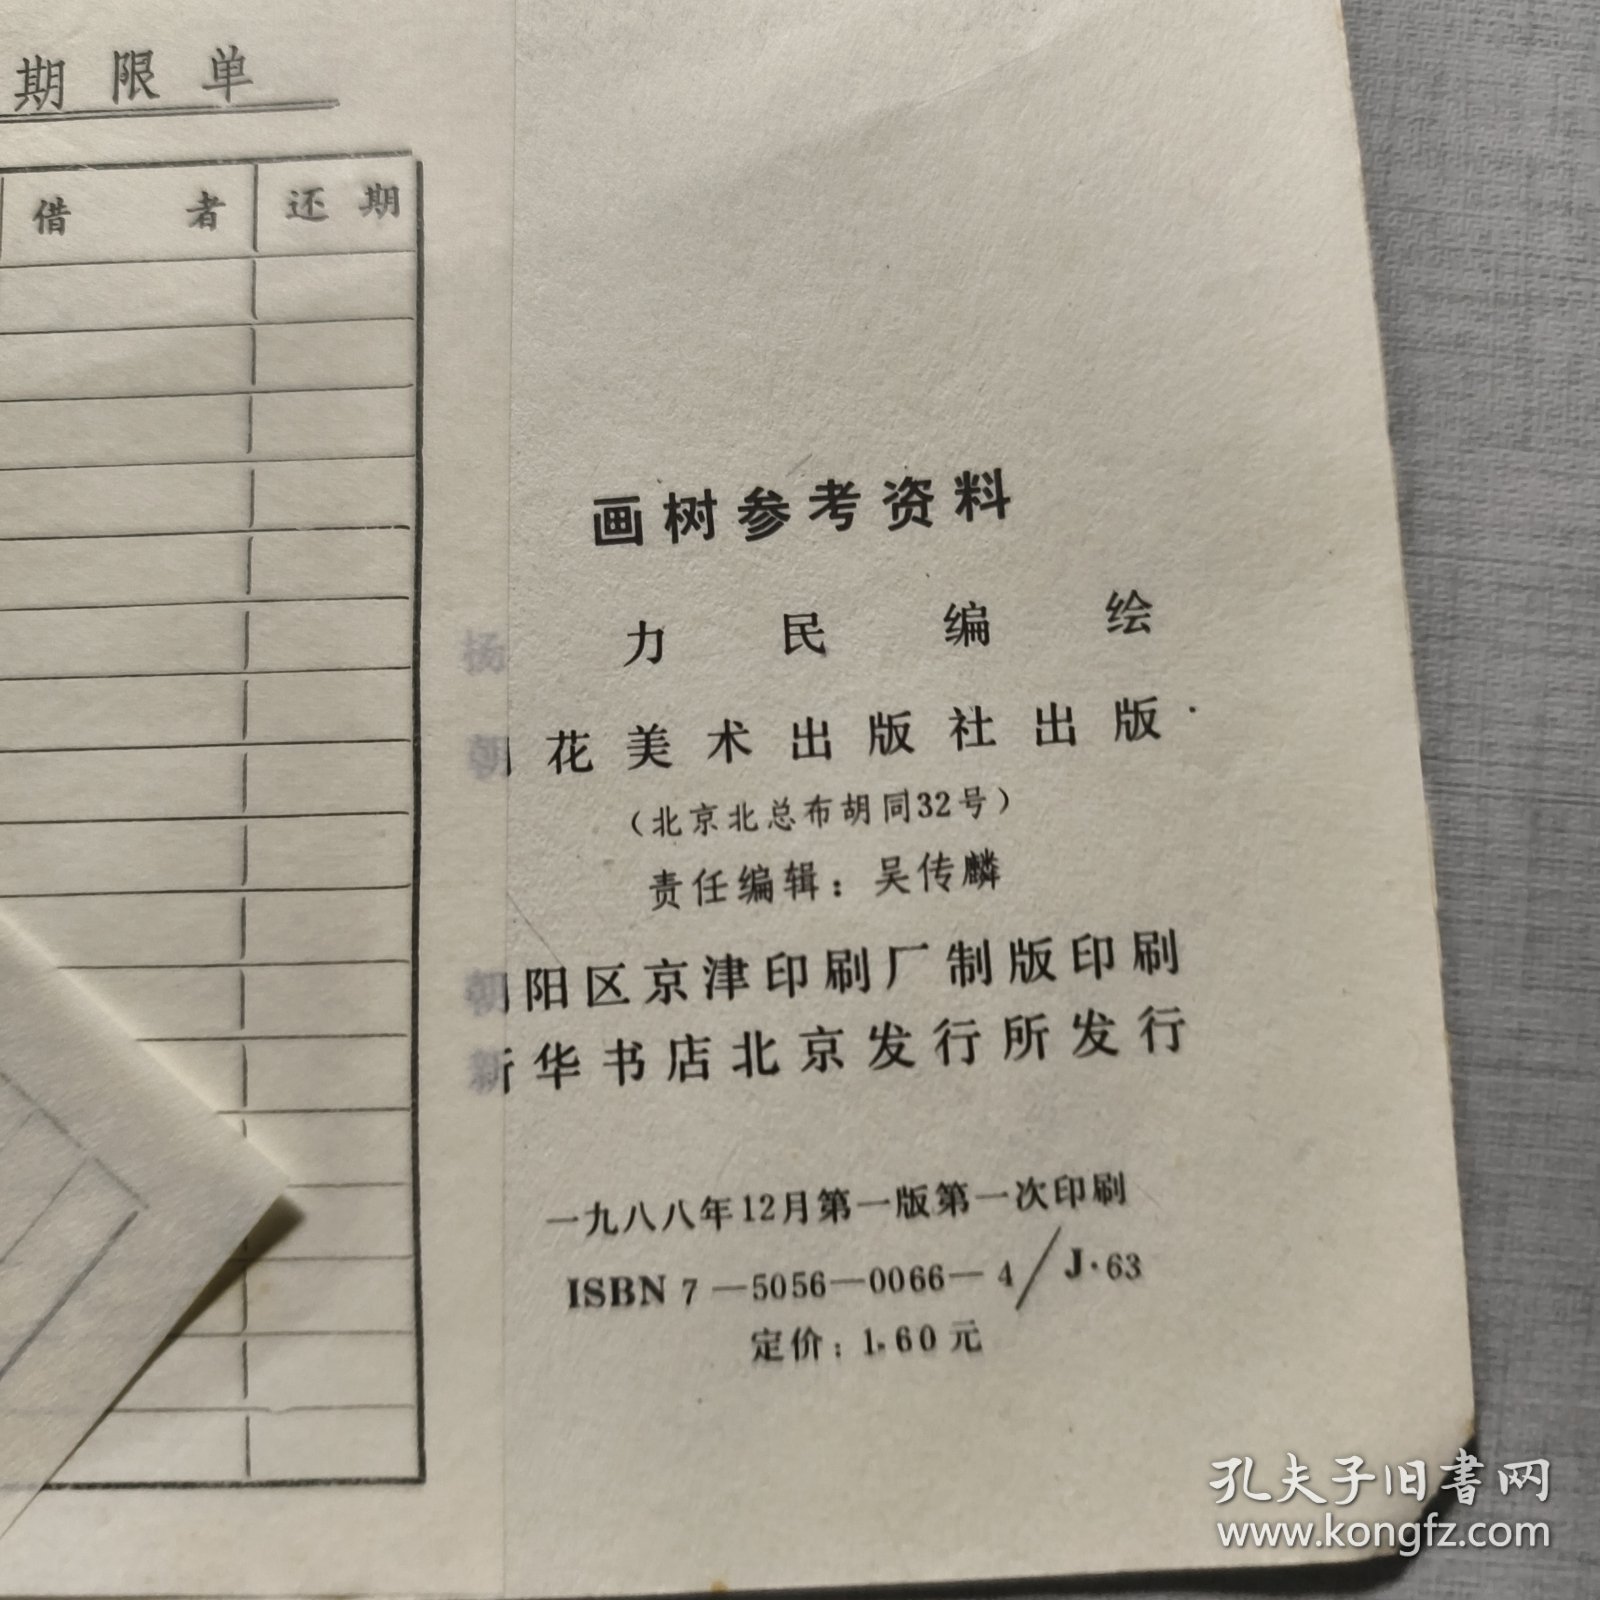 期限单
借者 还期
画树参考资料
杨力民编绘
朝花美术出版社出版
（北京北总布胡同32号）
责任编辑：吴传麟
朝阳区京津印刷厂制版印刷
新华书店北京发行所发行
一九八八年12月第一版第一次印刷
ISBN 7—5056—0066—4／J·63
定价：1.60元
孔夫子旧书网
www.kongfz.com